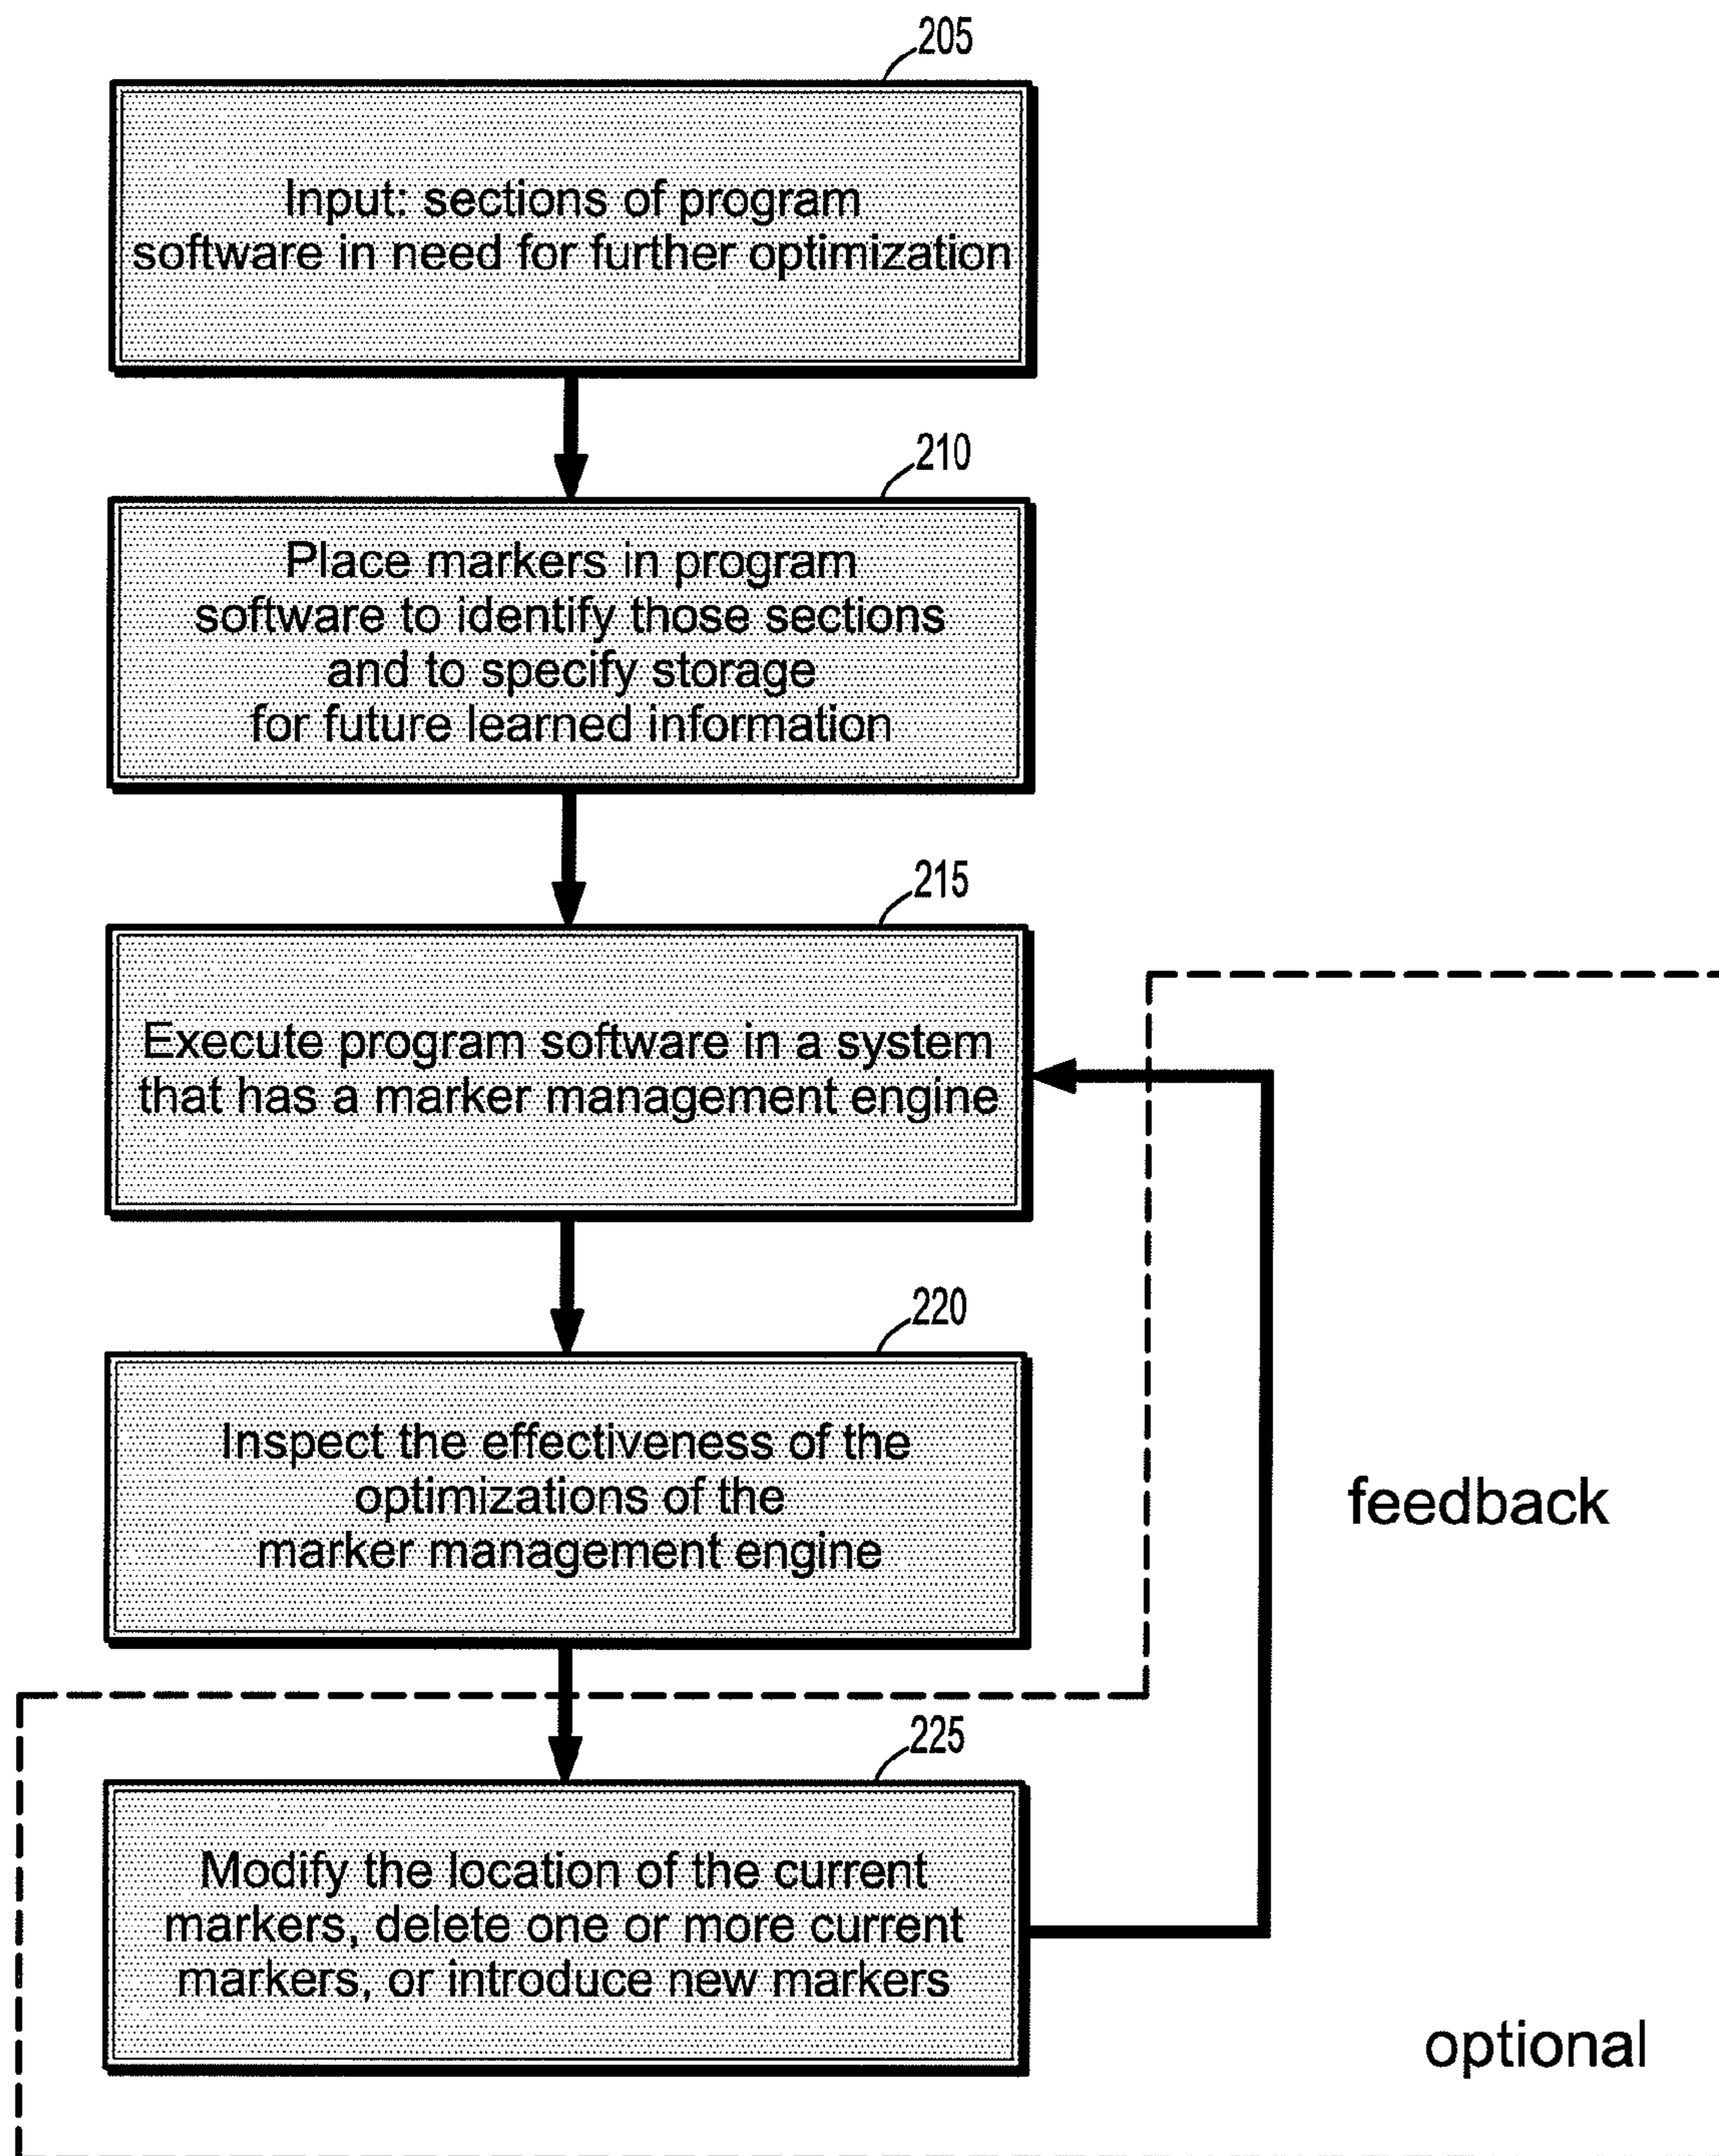 205
Input: sections of program
software in need for further optimization
210
Place markers in program
software to identify those sections
and to specify storage
for future learned information
215
Execute program software in a system
that has a marker management engine
220
Inspect the effectiveness of the
optimizations of the
marker management engine
feedback
225
Modify the location of the current
markers, delete one or more current
markers, or introduce new markers
optional